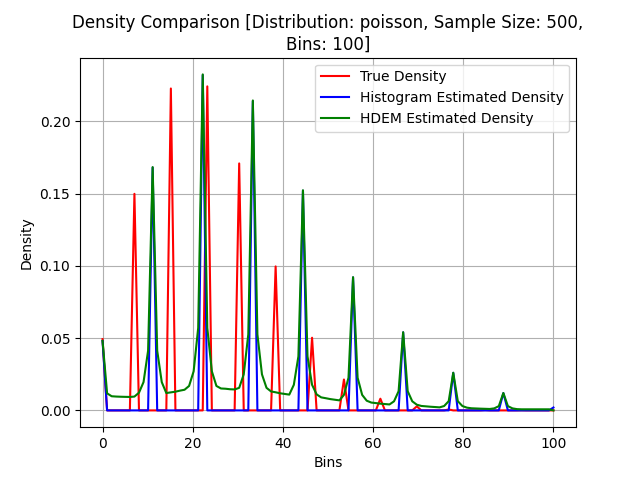 Density Comparison [Distribution: poisson, Sample Size: 500,
Bins: 100]
True Density
Histogram Estimated Density
HDEM Estimated Density
Density
0.20
0.15
0.10
0.05
0.00
0 20 40 60 80 100
Bins